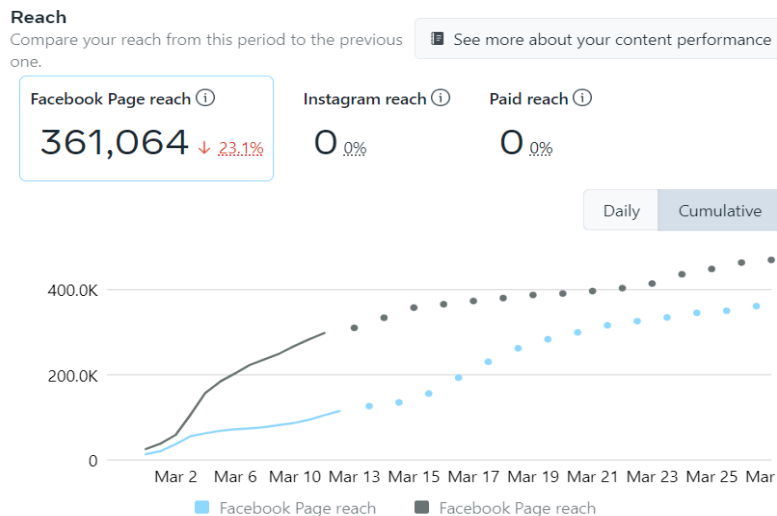 Reach
Compare your reach from this period to the previous
one.
See more about your content performance
Facebook Page reach
361,064 ↓ 23.1%
Instagram reach
0 0%
Paid reach
0 0%
Daily
Cumulative
400.0K
200.0K
0
Mar 2 Mar 6 Mar 10 Mar 13 Mar 15 Mar 17 Mar 19 Mar 21 Mar 23 Mar 25 Mar
Facebook Page reach Facebook Page reach